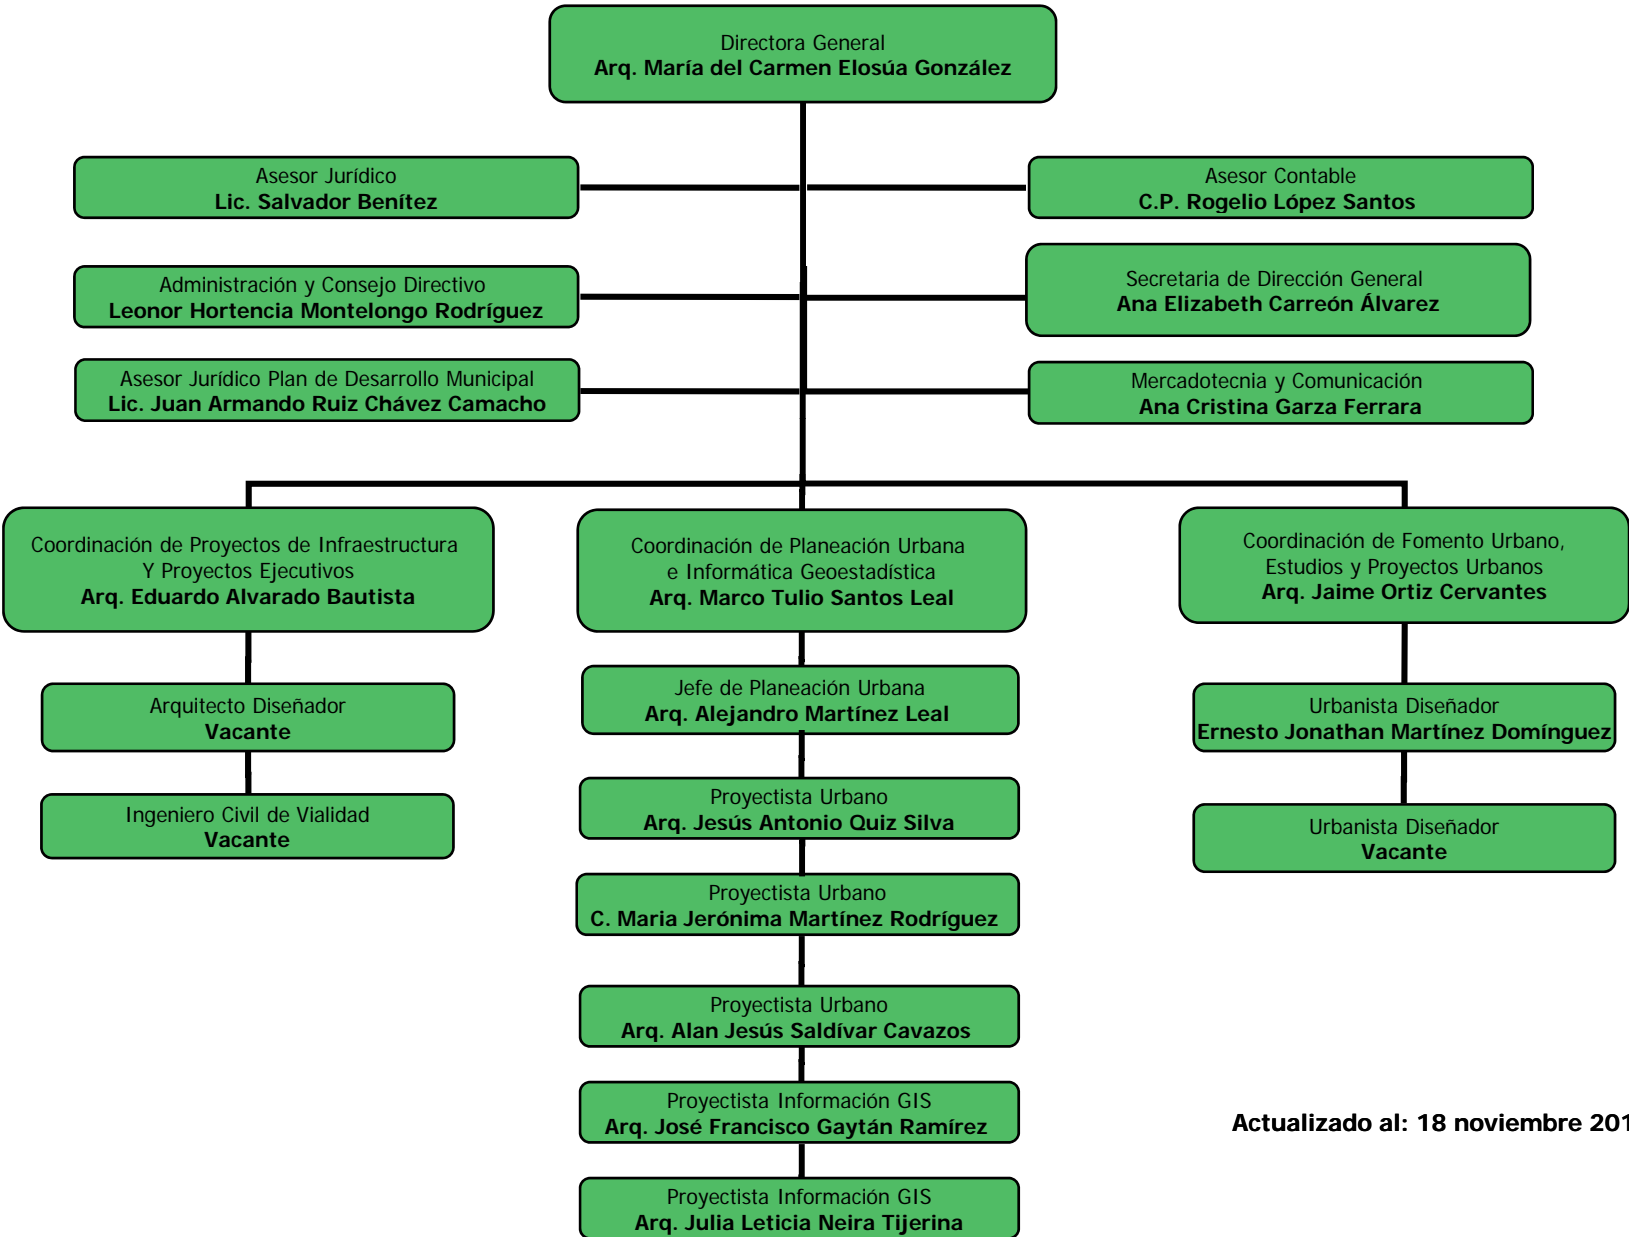 Directora General
Arq. María del Carmen Elosúa González
Asesor Jurídico
Lic. Salvador Benítez
Asesor Contable
C.P. Rogelio López Santos
Administración y Consejo Directivo
Leonor Hortencia Montelongo Rodríguez
Secretaria de Dirección General
Ana Elizabeth Carreón Álvarez
Asesor Jurídico Plan de Desarrollo Municipal
Lic. Juan Armando Ruiz Chávez Camacho
Mercadotecnia y Comunicación
Ana Cristina Garza Ferrara
Coordinación de Proyectos de Infraestructura
Y Proyectos Ejecutivos
Arq. Eduardo Alvarado Bautista
Arquitecto Diseñador
Vacante
Ingeniero Civil de Vialidad
Vacante
Coordinación de Planeación Urbana
e Informática Geoestadística
Arq. Marco Tulio Santos Leal
Jefe de Planeación Urbana
Arq. Alejandro Martínez Leal
Proyectista Urbano
Arq. Jesús Antonio Quiz Silva
Proyectista Urbano
C. Maria Jerónima Martínez Rodríguez
Proyectista Urbano
Arq. Alan Jesús Saldívar Cavazos
Proyectista Información GIS
Arq. José Francisco Gaytán Ramírez
Proyectista Información GIS
Arq. Julia Leticia Neira Tijerina
Coordinación de Fomento Urbano,
Estudios y Proyectos Urbanos
Arq. Jaime Ortiz Cervantes
Urbanista Diseñador
Ernesto Jonathan Martínez Domínguez
Urbanista Diseñador
Vacante
Actualizado al: 18 noviembre 201